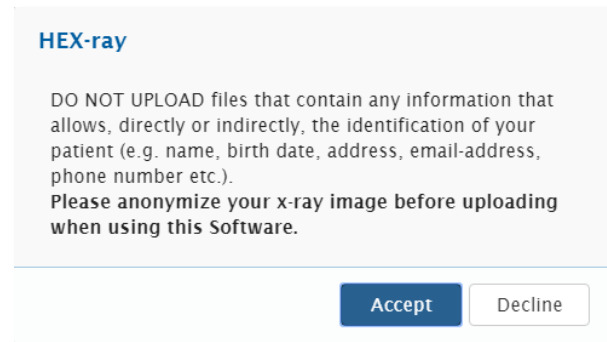 HEX-ray
DO NOT UPLOAD files that contain any information that
allows, directly or indirectly, the identification of your
patient (e.g. name, birth date, address, email-address,
phone number etc.).
Please anonymize your x-ray image before uploading
when using this Software.
Accept Decline